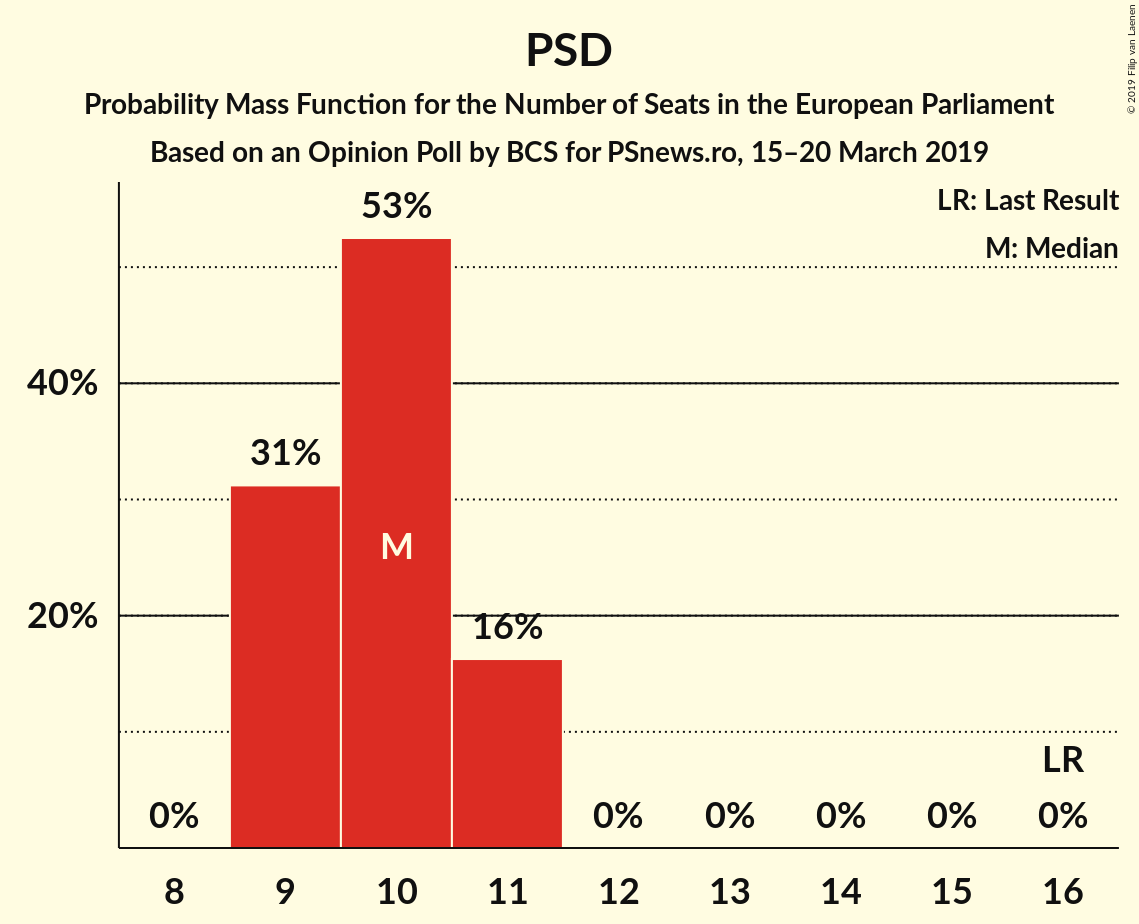 PSD
Probability Mass Function for the Number of Seats in the European Parliament
Based on an Opinion Poll by BCS for PSnews.ro, 15–20 March 2019
© 2019 Filip van Laenen
LR: Last Result
M: Median
53%
40%
31%
M
20%
16%
LR
0%
0%
0%
0%
0%
0%
8
9
10
11
12
13
14
15
16